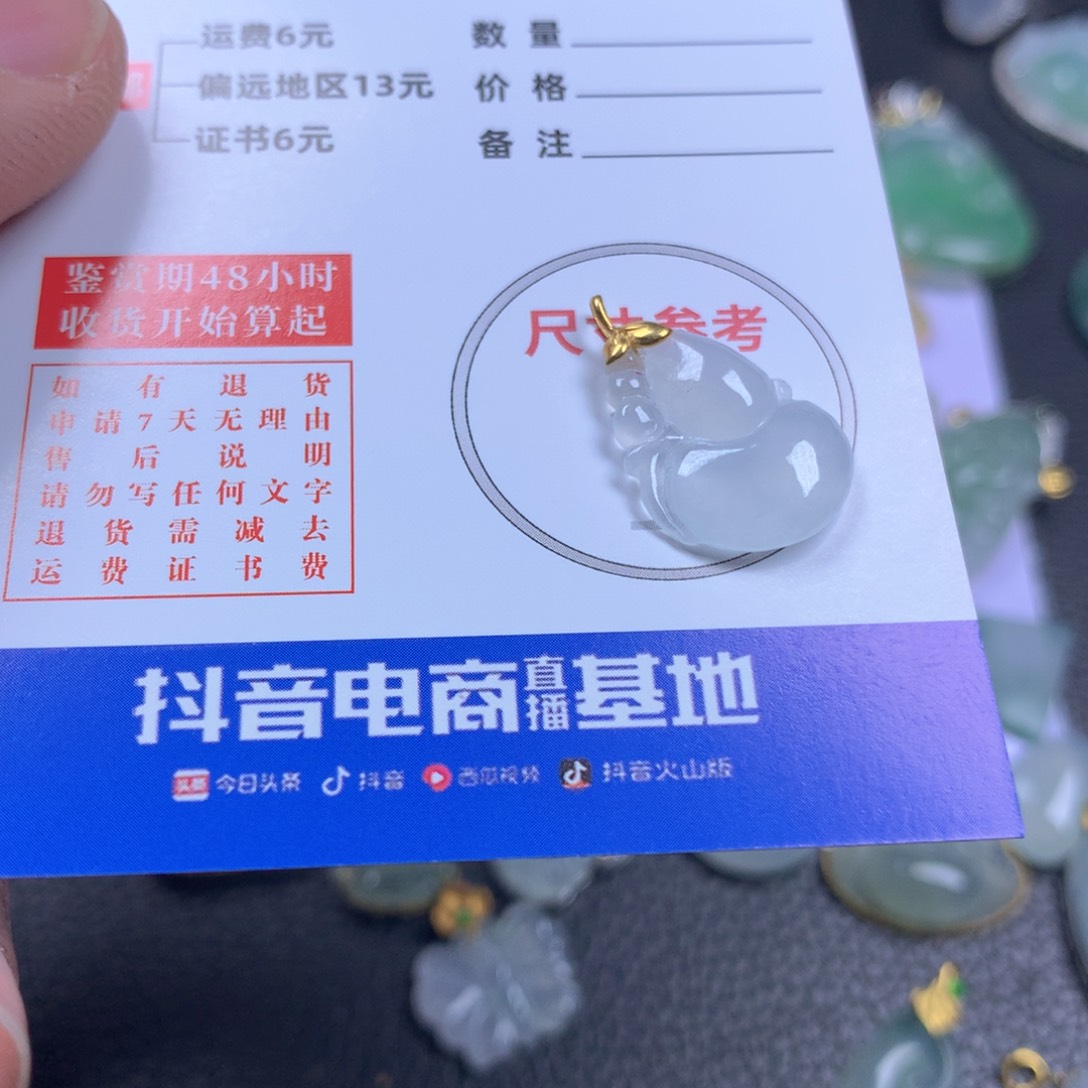 运费6元
偏远地区13元
证书6元
数量
价格
备注
鉴赏期48小时
收货开始算起
如有退货
申请7天无理由
售后说明
请勿写任何文字
退货需减去
运费证书费
尺寸参考
抖音电商直播基地
头条 今日头条 抖音 西瓜视频 抖音火山版